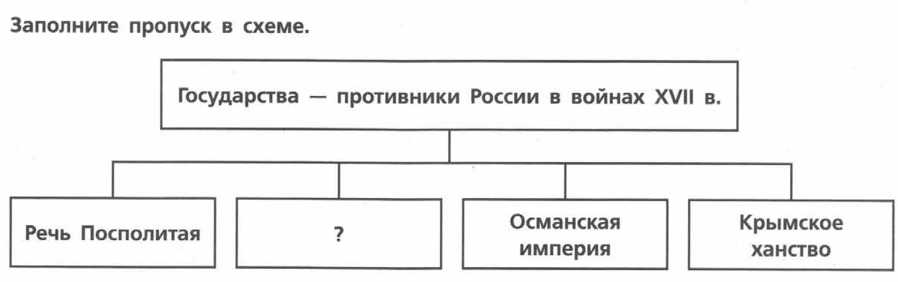 Заполните пропуск в схеме.
Государства — противники России в войнах XVII в.
Речь Посполитая
?
Османская
империя
Крымское
ханство